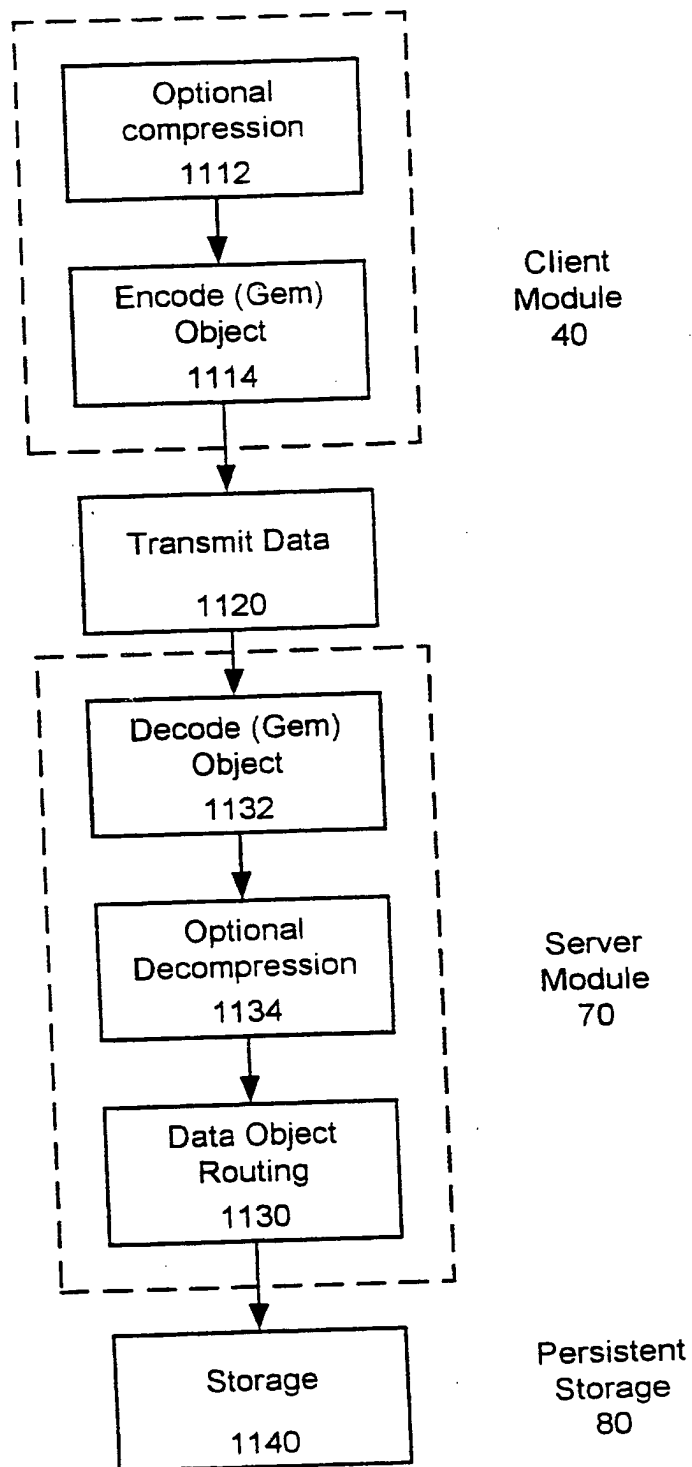 Optional
compression
1112
Encode (Gem)
Object
1114
Client
Module
40
Transmit Data
1120
Decode (Gem)
Object
1132
Optional
Decompression
1134
Server
Module
70
Data Object
Routing
1130
Storage
1140
Persistent
Storage
80